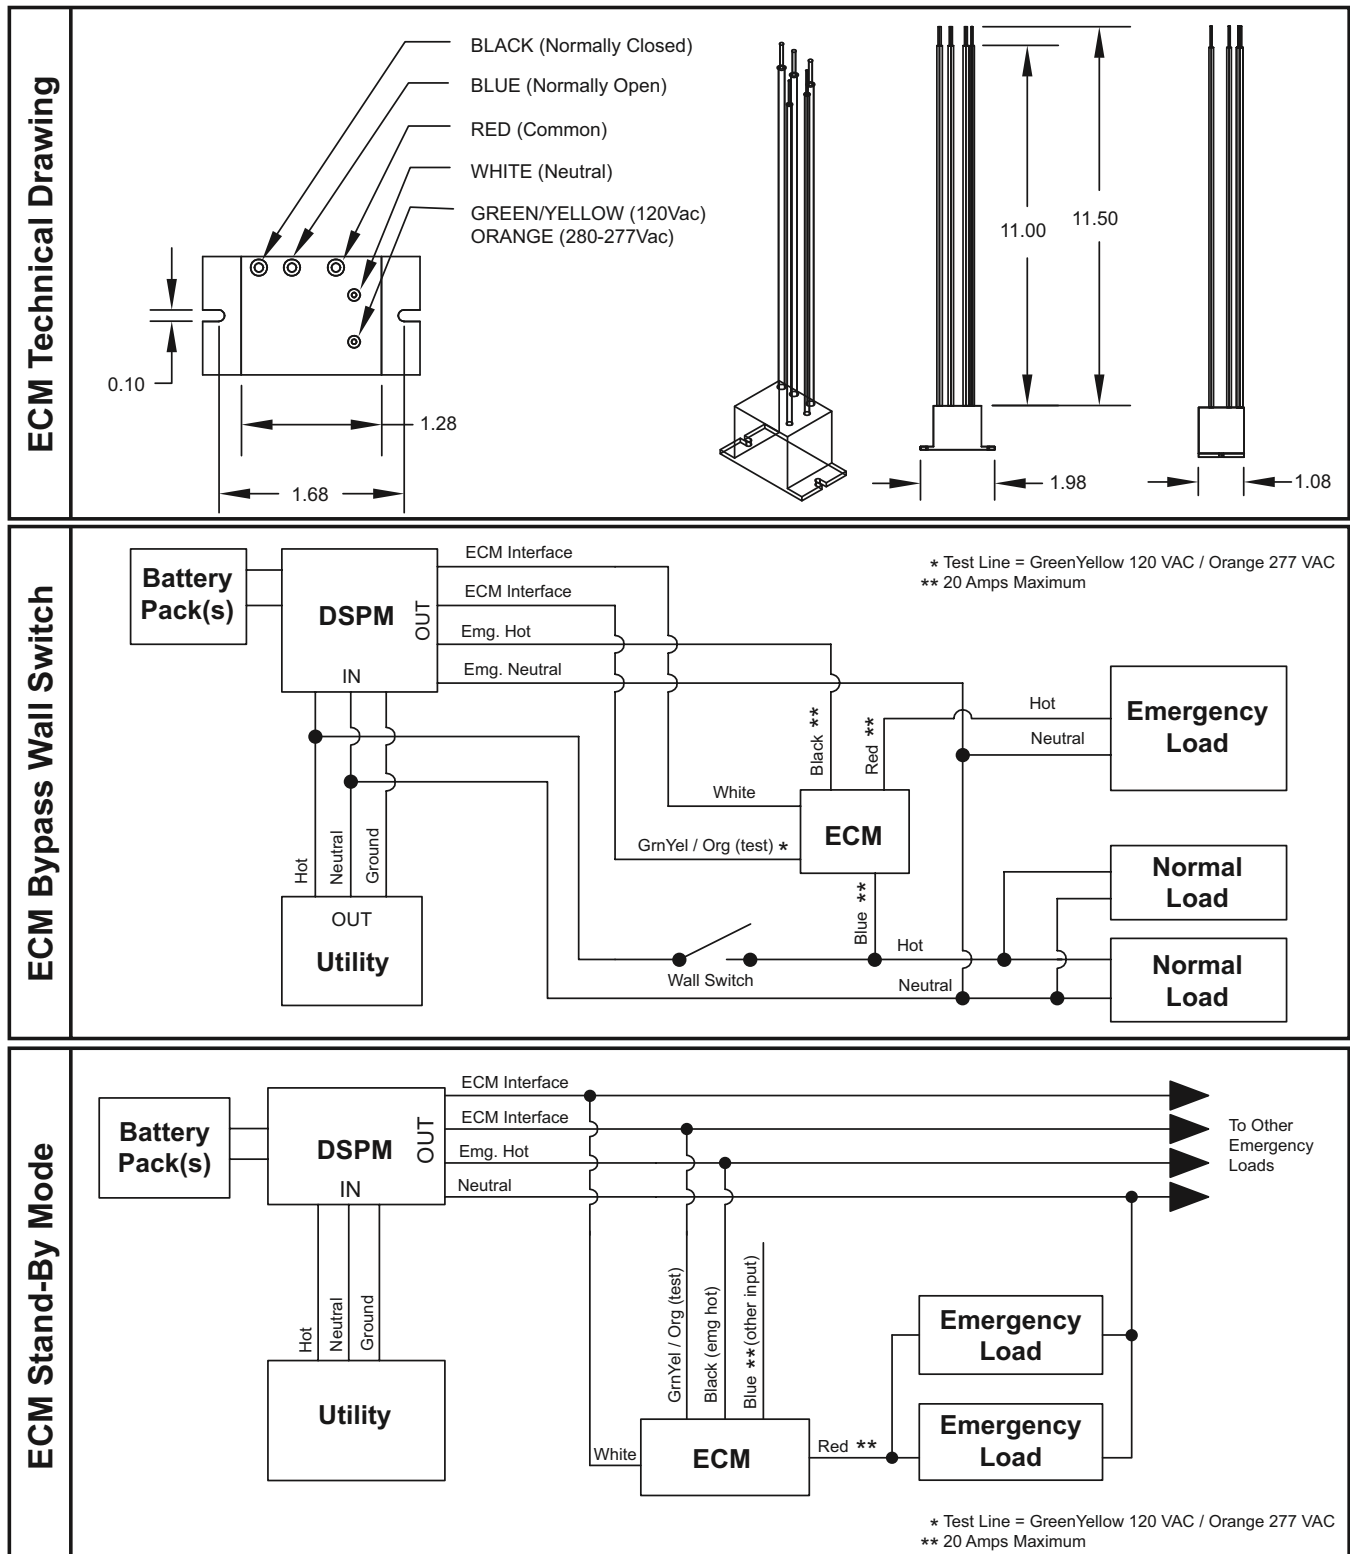 ECM Technical Drawing
BLACK (Normally Closed)
BLUE (Normally Open)
RED (Common)
WHITE (Neutral)
GREEN/YELLOW (120Vac)
ORANGE (280-277Vac)
0.10
1.28
1.68
11.00
11.50
1.98
1.08
ECM Bypass Wall Switch
Battery
Pack(s)
DSPM
OUT
IN
ECM Interface
ECM Interface
Emg. Hot
Emg. Neutral
* Test Line = GreenYellow 120 VAC / Orange 277 VAC
** 20 Amps Maximum
Black **
Red **
Hot
Neutral
Emergency
Load
White
GrnYel / Org (test) *
ECM
Blue **
Hot
Neutral
Ground
OUT
Utility
Wall Switch
Hot
Neutral
Normal
Load
Normal
Load
ECM Stand-By Mode
Battery
Pack(s)
DSPM
OUT
IN
ECM Interface
ECM Interface
Emg. Hot
Neutral
To Other
Emergency
Loads
Hot
Neutral
Ground
Utility
GrnYel / Org (test)
Black (emg hot)
Blue ** (other input)
White
ECM
Red **
Emergency
Load
Emergency
Load
* Test Line = GreenYellow 120 VAC / Orange 277 VAC
** 20 Amps Maximum